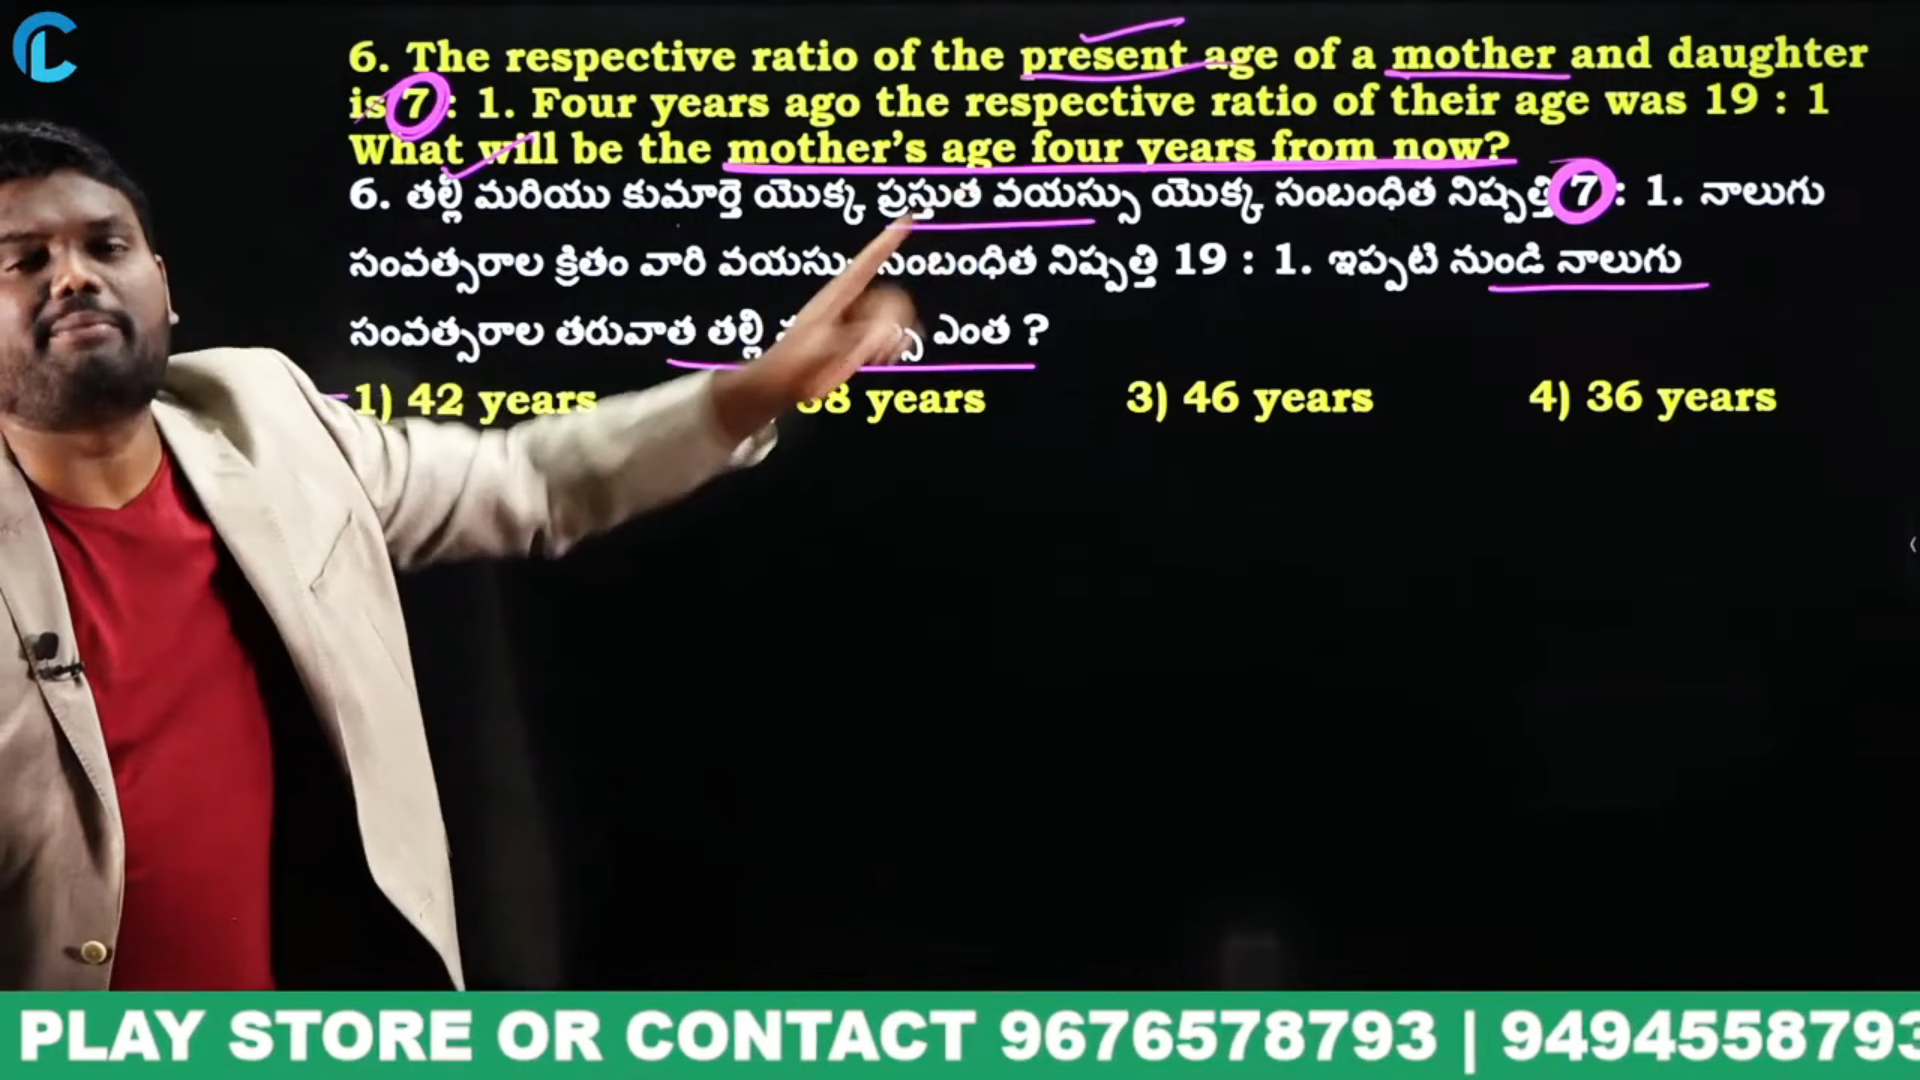 6. The respective ratio of the present age of a mother and daughter
is 7 : 1. Four years ago the respective ratio of their age was 19 : 1
What will be the mother's age four years from now?
6. తల్లి మరియు కుమార్తె యొక్క ప్రస్తుత వయస్సు యొక్క సంబంధిత నిష్పత్తి 7 : 1. నాలుగు
సంవత్సరాల క్రితం వారి వయస్సు సంబంధిత నిష్పత్తి 19 : 1. ఇప్పటి నుండి నాలుగు
సంవత్సరాల తరువాత తల్లి ఎంత ?
1) 42 years 38 years 3) 46 years 4) 36 years
PLAY STORE OR CONTACT 9676578793 | 9494558793